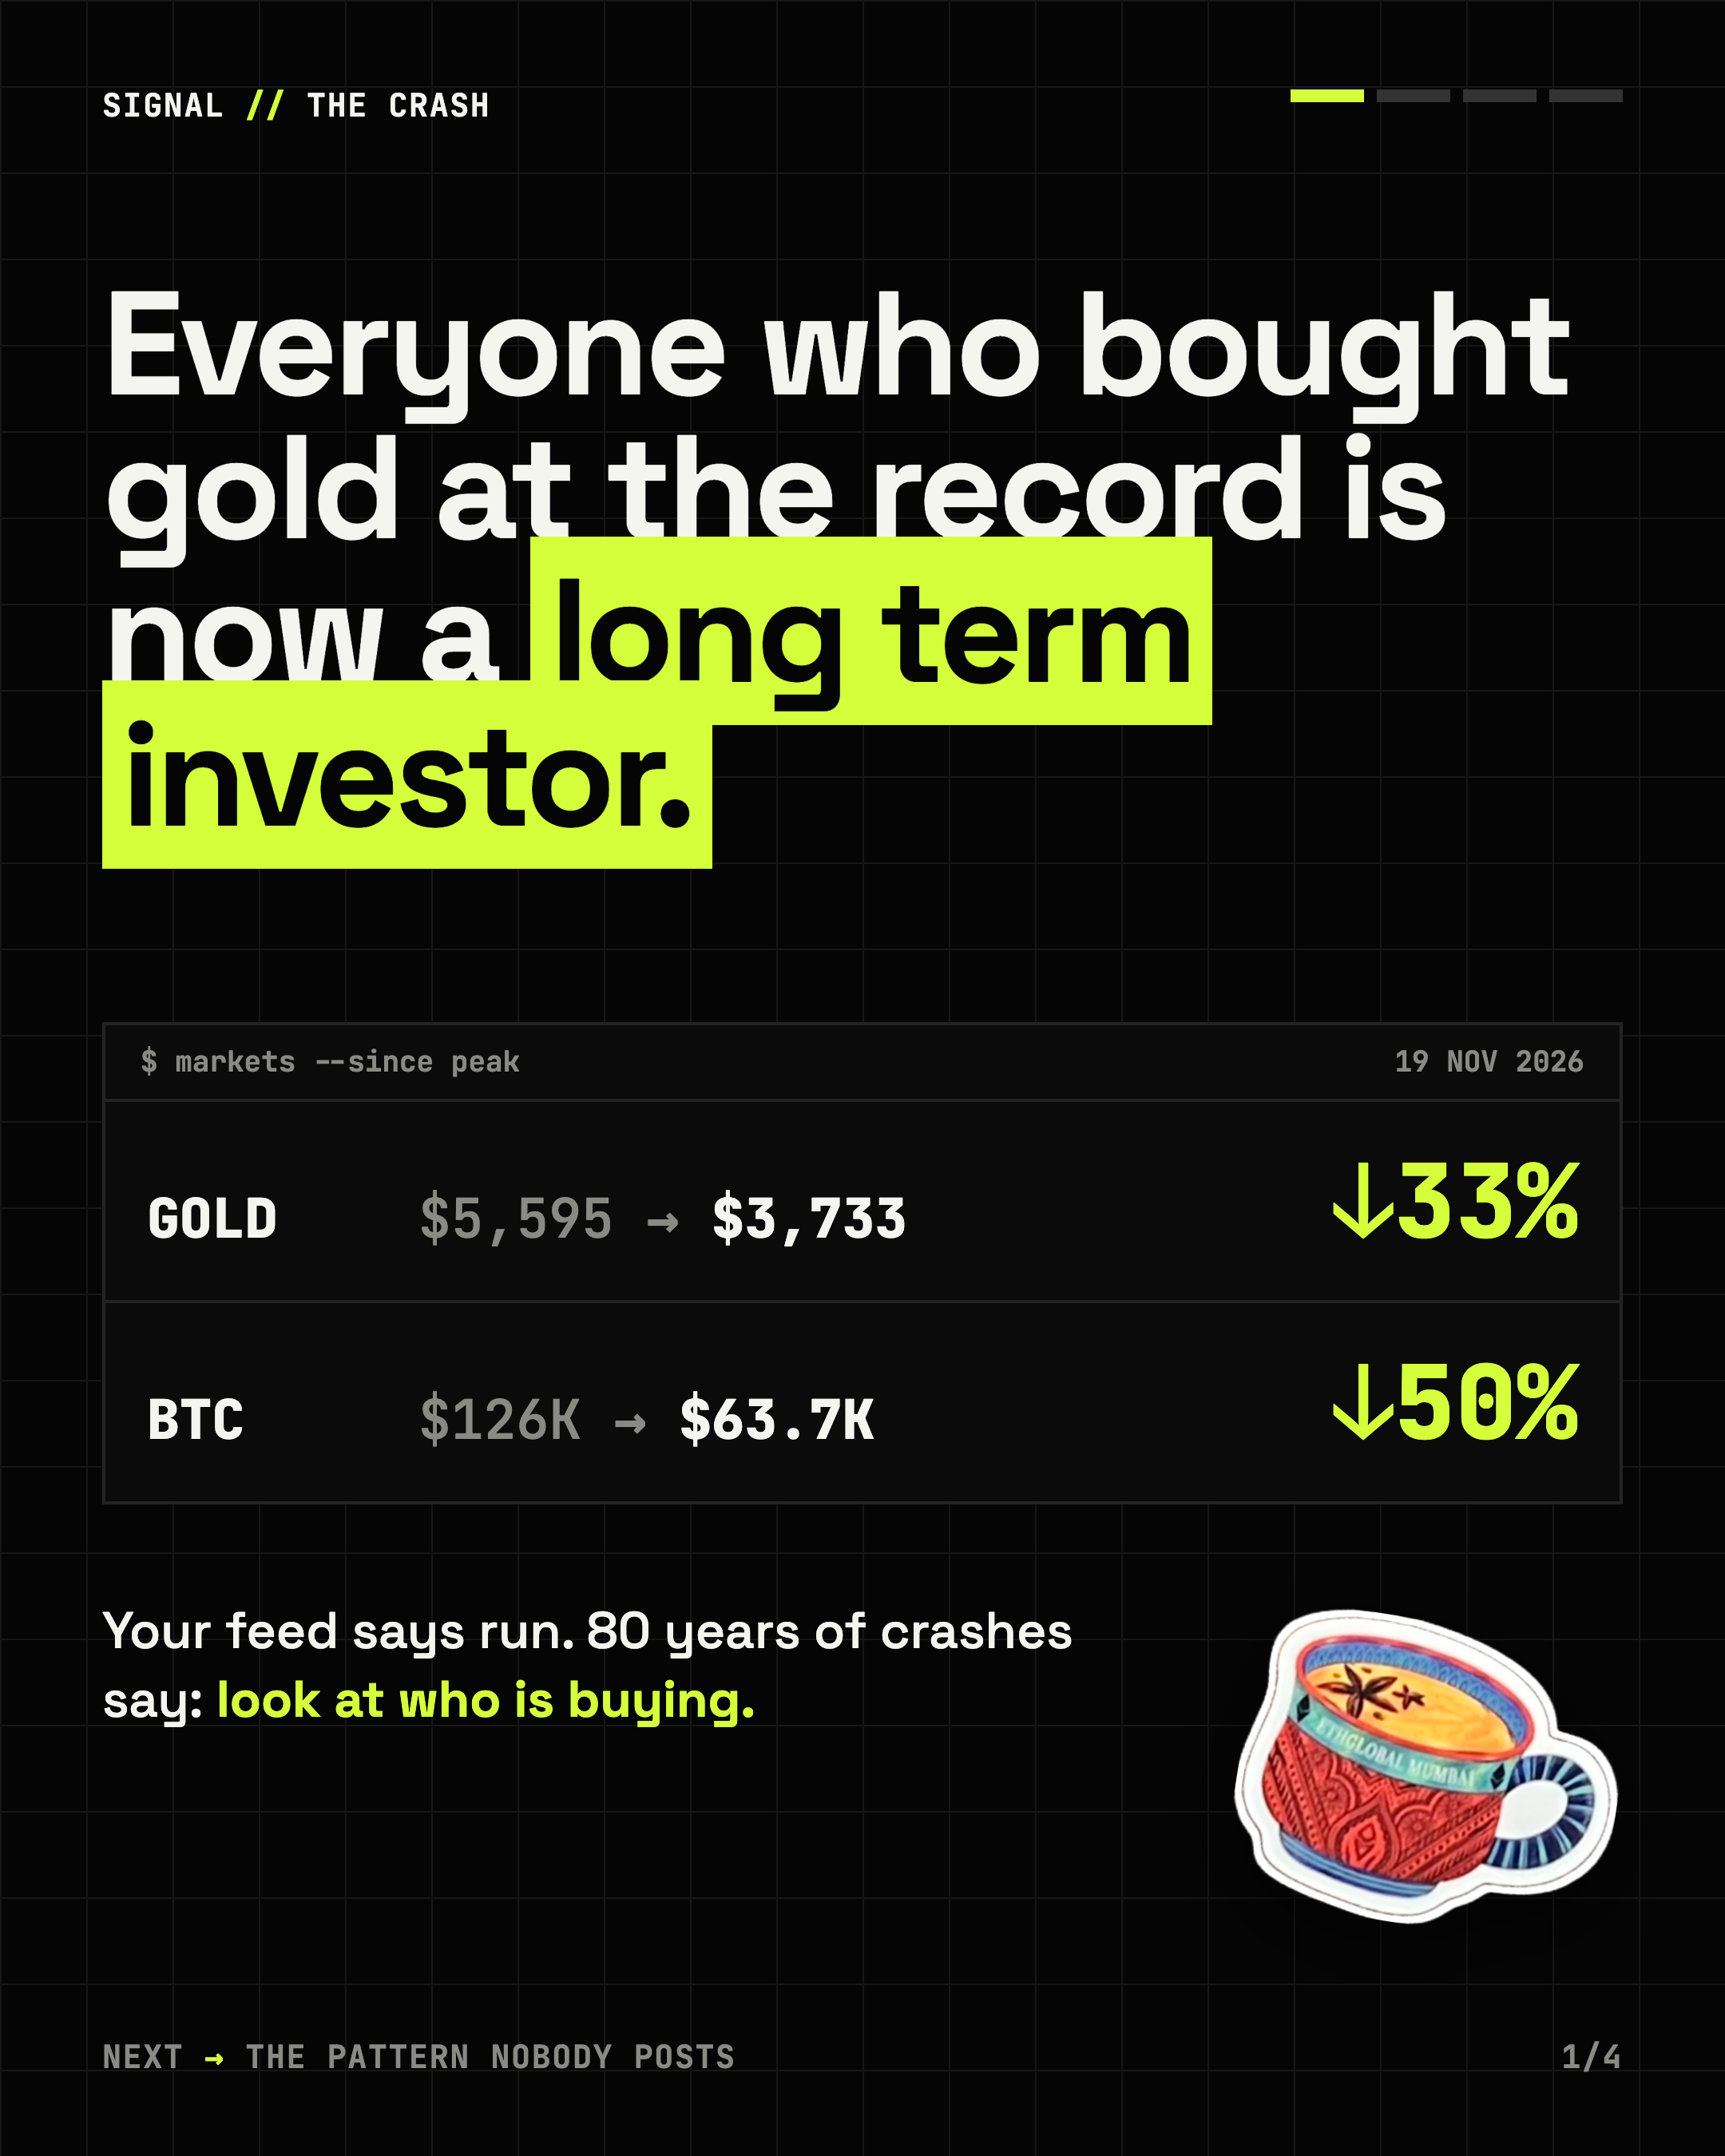 SIGNAL // THE CRASH
Everyone who bought
gold at the record is
now a long term
investor.
$ markets --since peak
19 NOV 2026
GOLD $5,595 → $3,733 ↓33%
BTC $126K → $63.7K ↓50%
Your feed says run. 80 years of crashes
say: look at who is buying.
ETHGLOBAL MUMBAI
NEXT → THE PATTERN NOBODY POSTS
1/4